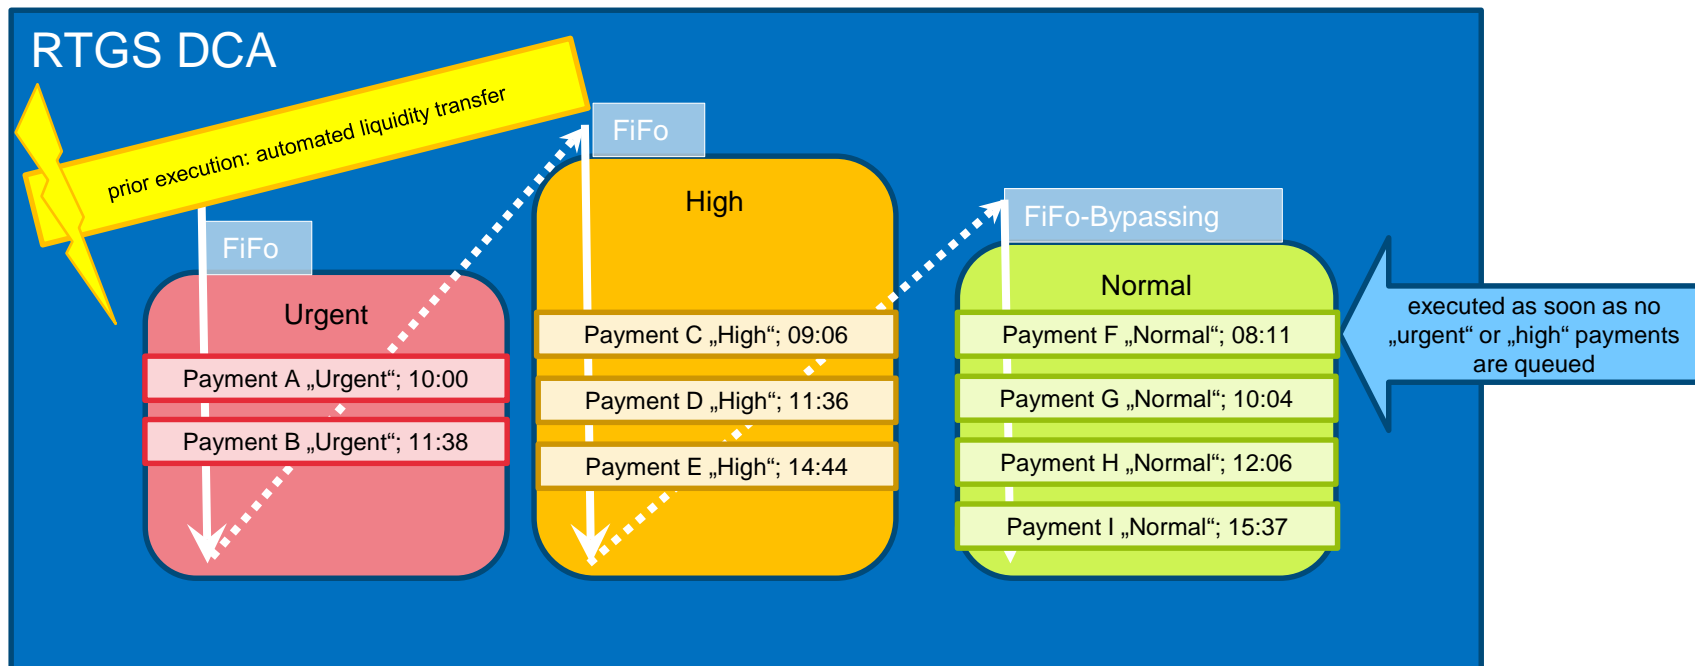 RTGS DCA
prior execution: automated liquidity transfer
FiFo
Urgent
Payment A „Urgent“; 10:00
Payment B „Urgent“; 11:38
FiFo
High
Payment C „High“; 09:06
Payment D „High“; 11:36
Payment E „High“; 14:44
FiFo-Bypassing
Normal
Payment F „Normal“; 08:11
Payment G „Normal“; 10:04
Payment H „Normal“; 12:06
Payment I „Normal“; 15:37
executed as soon as no
„urgent“ or „high“ payments
are queued